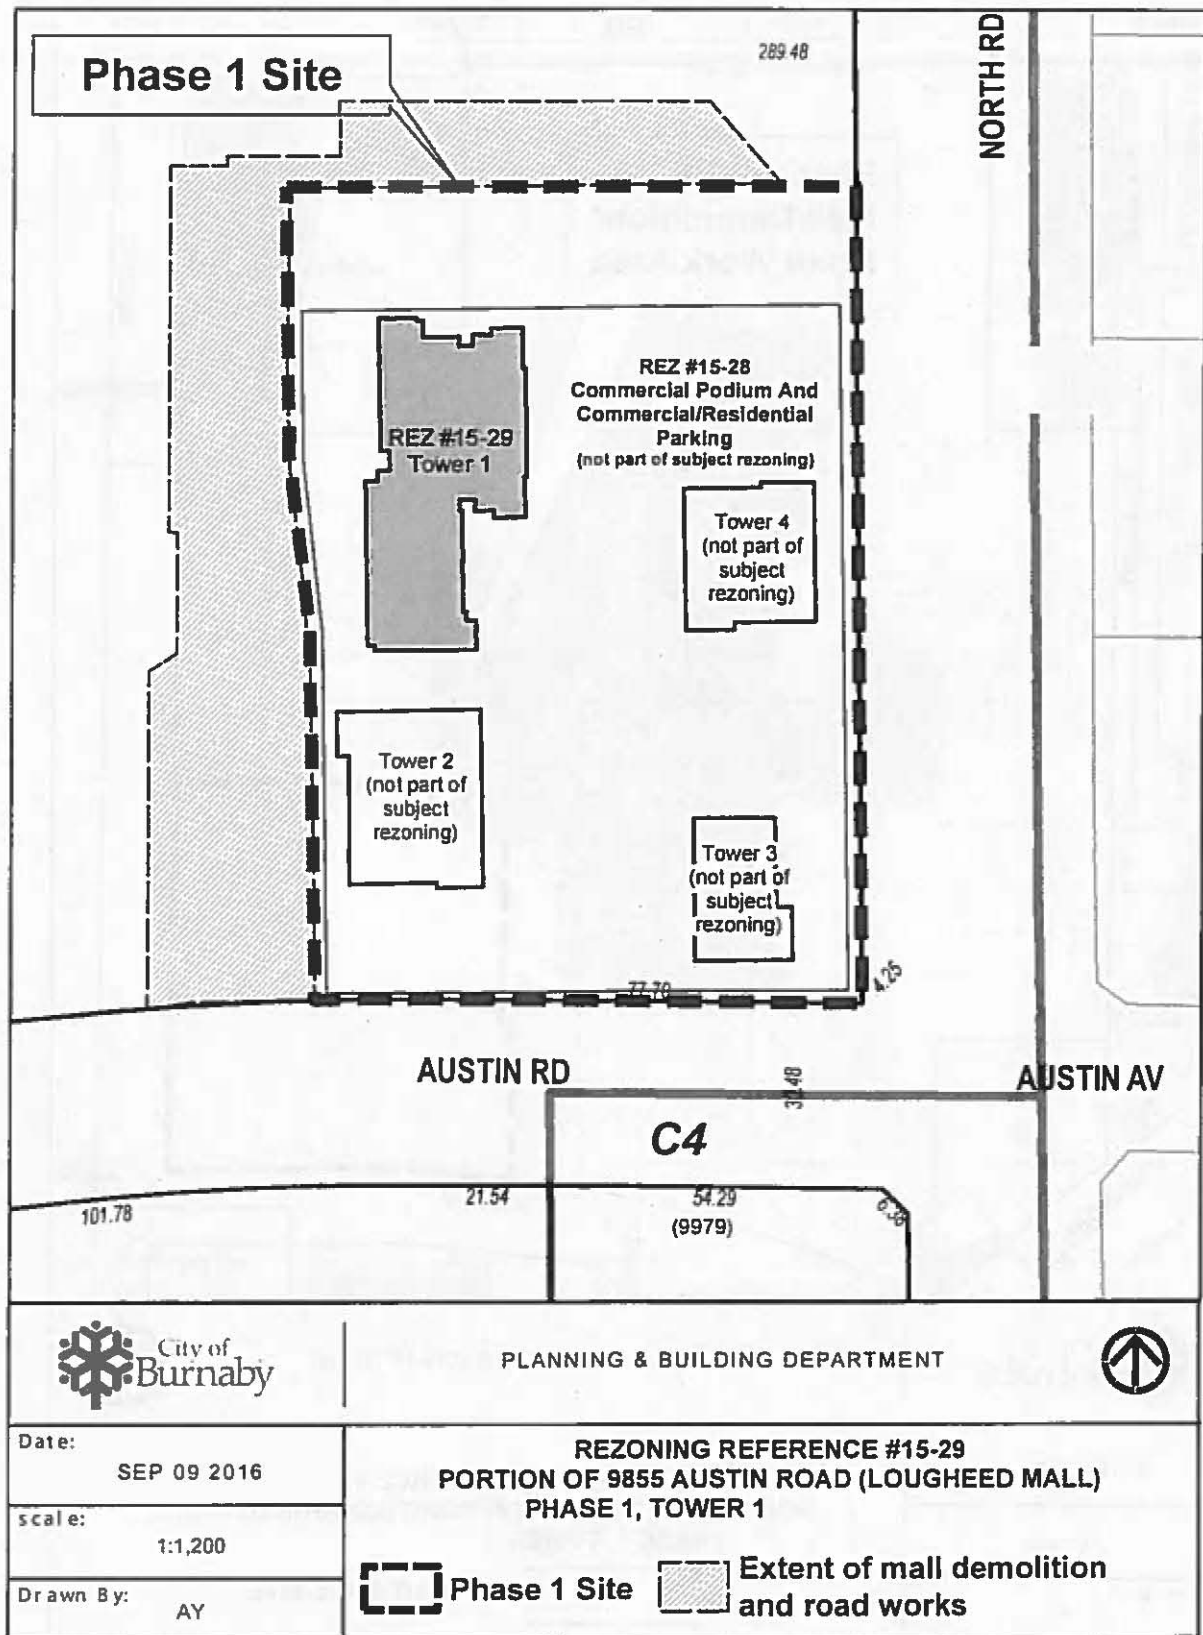 Phase 1 Site
289.48
NORTH RD
REZ #15-28
Commercial Podium And
Commercial/Residential
Parking
(not part of subject rezoning)
REZ #15-29
Tower 1
Tower 4
(not part of
subject
rezoning)
Tower 2
(not part of
subject
rezoning)
Tower 3
(not part of
subject
rezoning)
77.70
4.25
AUSTIN RD
30.48
AUSTIN AV
C4
101.78
21.54
54.29
(9979)
City of
Burnaby
PLANNING & BUILDING DEPARTMENT
Date:
SEP 09 2016
scale:
1:1,200
Drawn By:
AY
REZONING REFERENCE #15-29
PORTION OF 9855 AUSTIN ROAD (LOUGHEED MALL)
PHASE 1, TOWER 1
Phase 1 Site
Extent of mall demolition
and road works